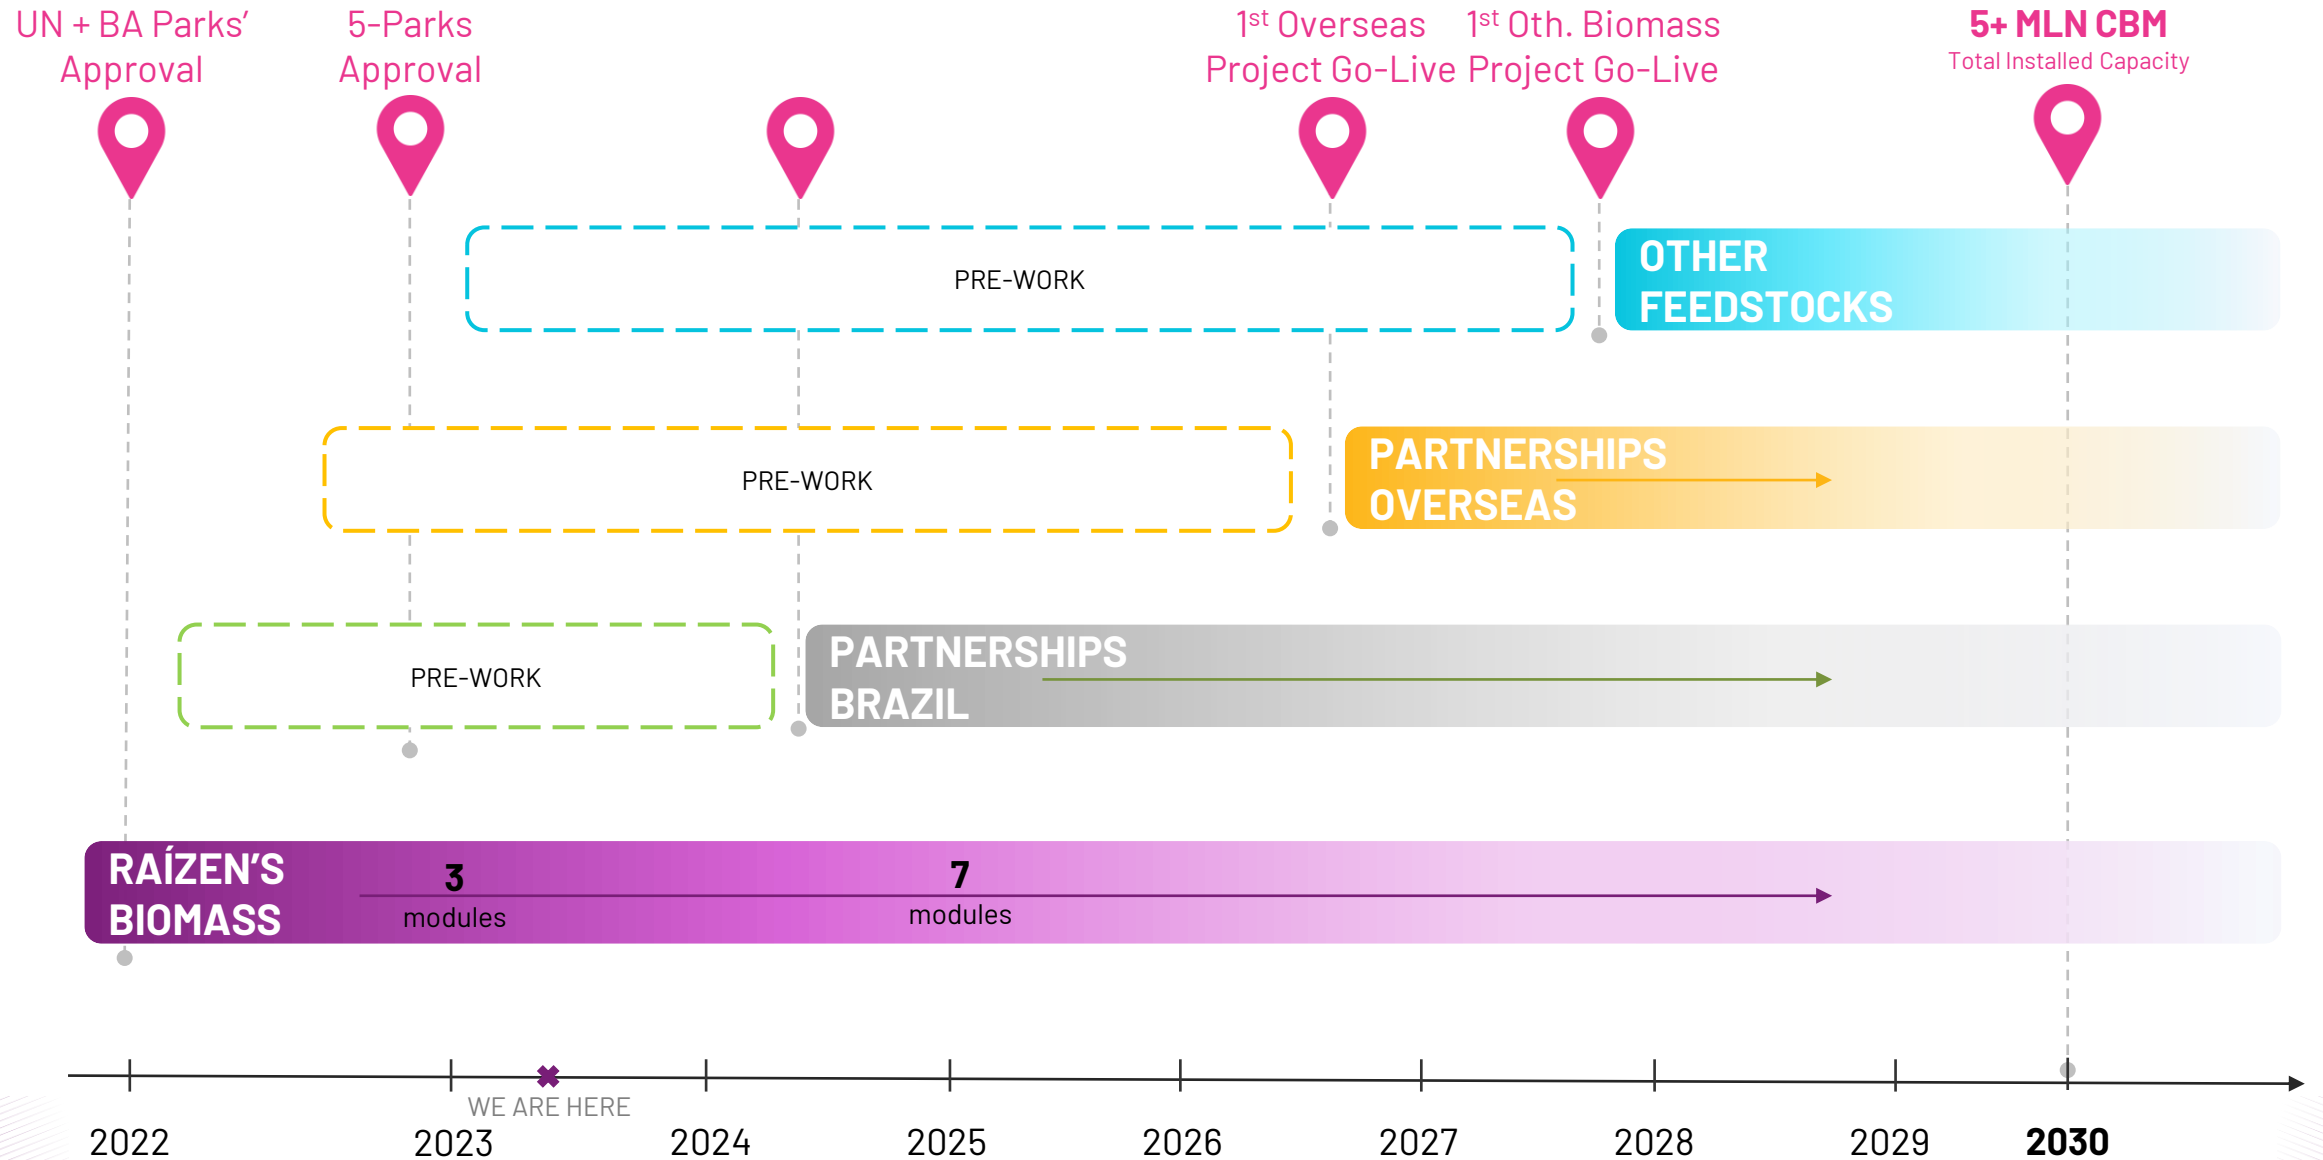 UN + BA Parks’
Approval
5-Parks
Approval
1st Overseas
Project Go-Live
1st Oth. Biomass
Project Go-Live
5+ MLN CBM
Total Installed Capacity
PRE-WORK
OTHER
FEEDSTOCKS
PRE-WORK
PARTNERSHIPS
OVERSEAS
PRE-WORK
PARTNERSHIPS
BRAZIL
RAÍZEN’S
BIOMASS
3
modules
7
modules
WE ARE HERE
2022
2023
2024
2025
2026
2027
2028
2029
2030